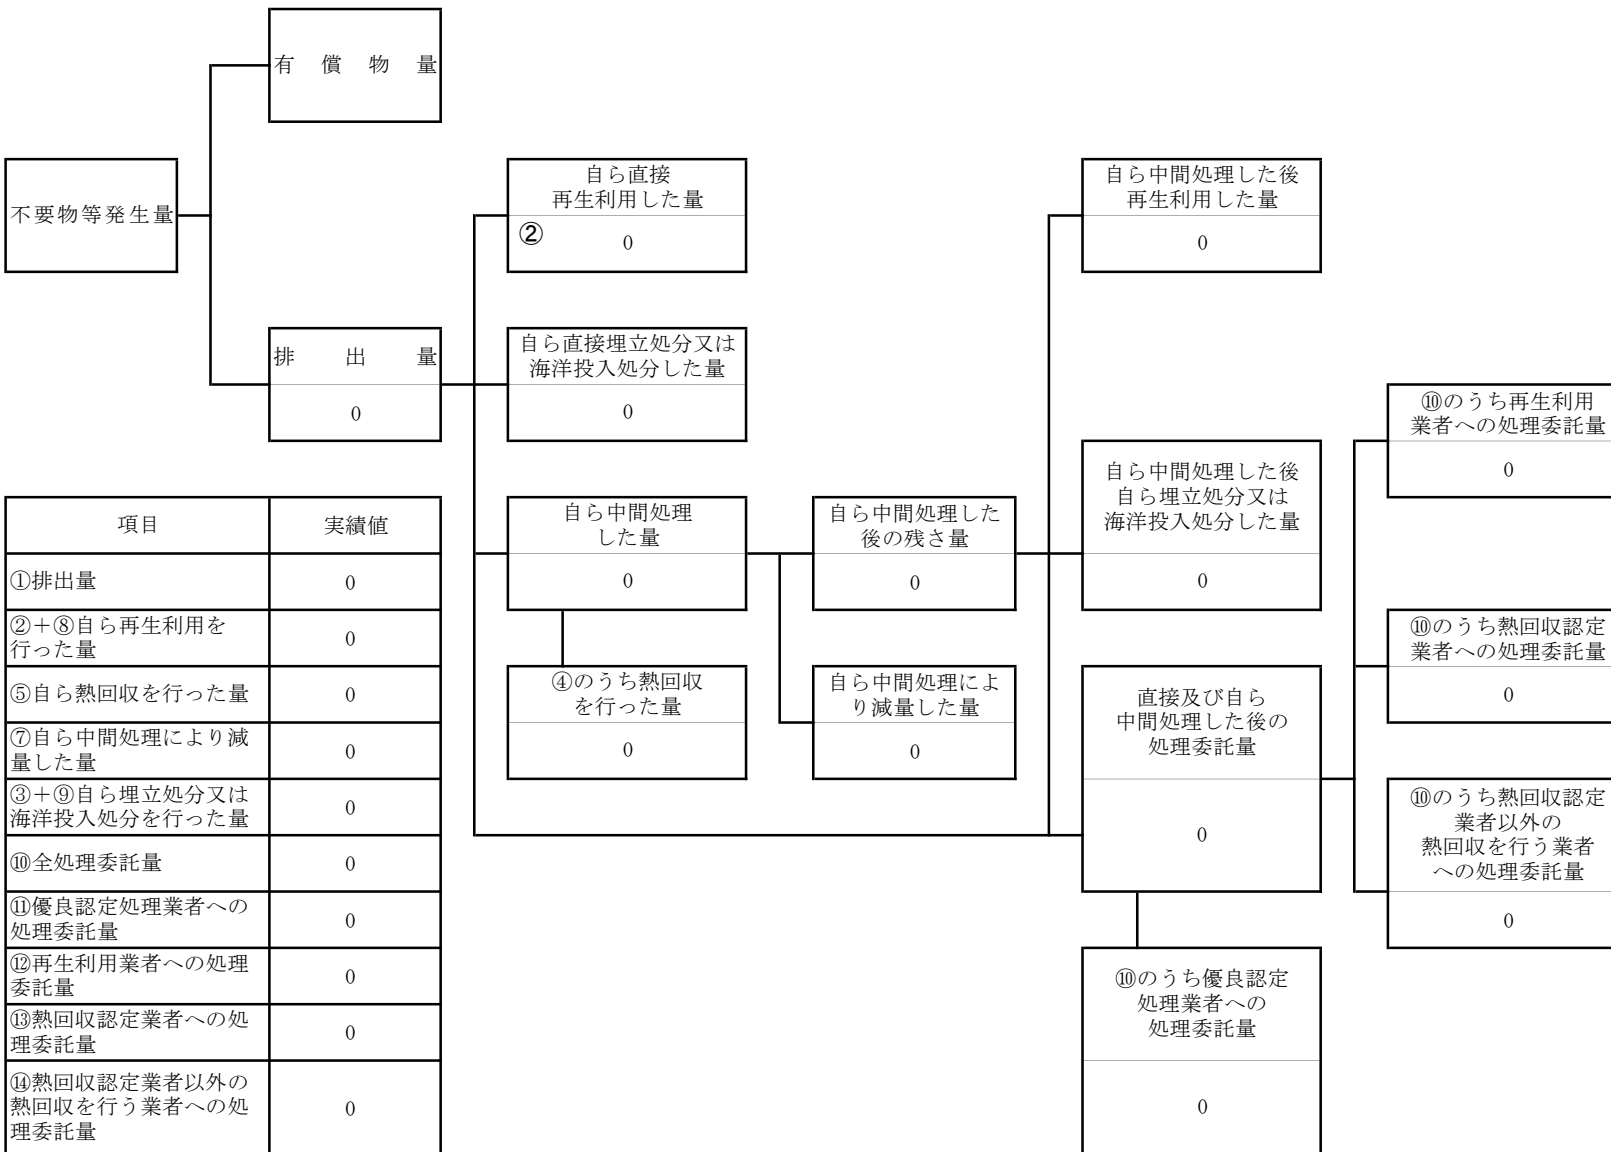 有償物量
不要物等発生量
排出量
0
自ら直接
再生利用した量
②
0
自ら直接埋立処分又は
海洋投入処分した量
0
自ら中間処理
した量
0
④のうち熱回収
を行った量
0
自ら中間処理した
後の残さ量
0
自ら中間処理によ
り減量した量
0
自ら中間処理した後
再生利用した量
0
自ら中間処理した後
自ら埋立処分又は
海洋投入処分した量
0
直接及び自ら
中間処理した後の
処理委託量
0
⑩のうち優良認定
処理業者への
処理委託量
0
⑩のうち再生利用
業者への処理委託量
0
⑩のうち熱回収認定
業者への処理委託量
0
⑩のうち熱回収認定
業者以外の
熱回収を行う業者
への処理委託量
0
項目 実績値
①排出量 0
②+⑧自ら再生利用を
行った量
0
⑤自ら熱回収を行った量 0
⑦自ら中間処理により減
量した量
0
③+⑨自ら埋立処分又は
海洋投入処分を行った量
0
⑩全処理委託量 0
⑪優良認定処理業者への
処理委託量
0
⑫再生利用業者への処理
委託量
0
⑬熱回収認定業者への処
理委託量
0
⑭熱回収認定業者以外の
熱回収を行う業者への処
理委託量
0